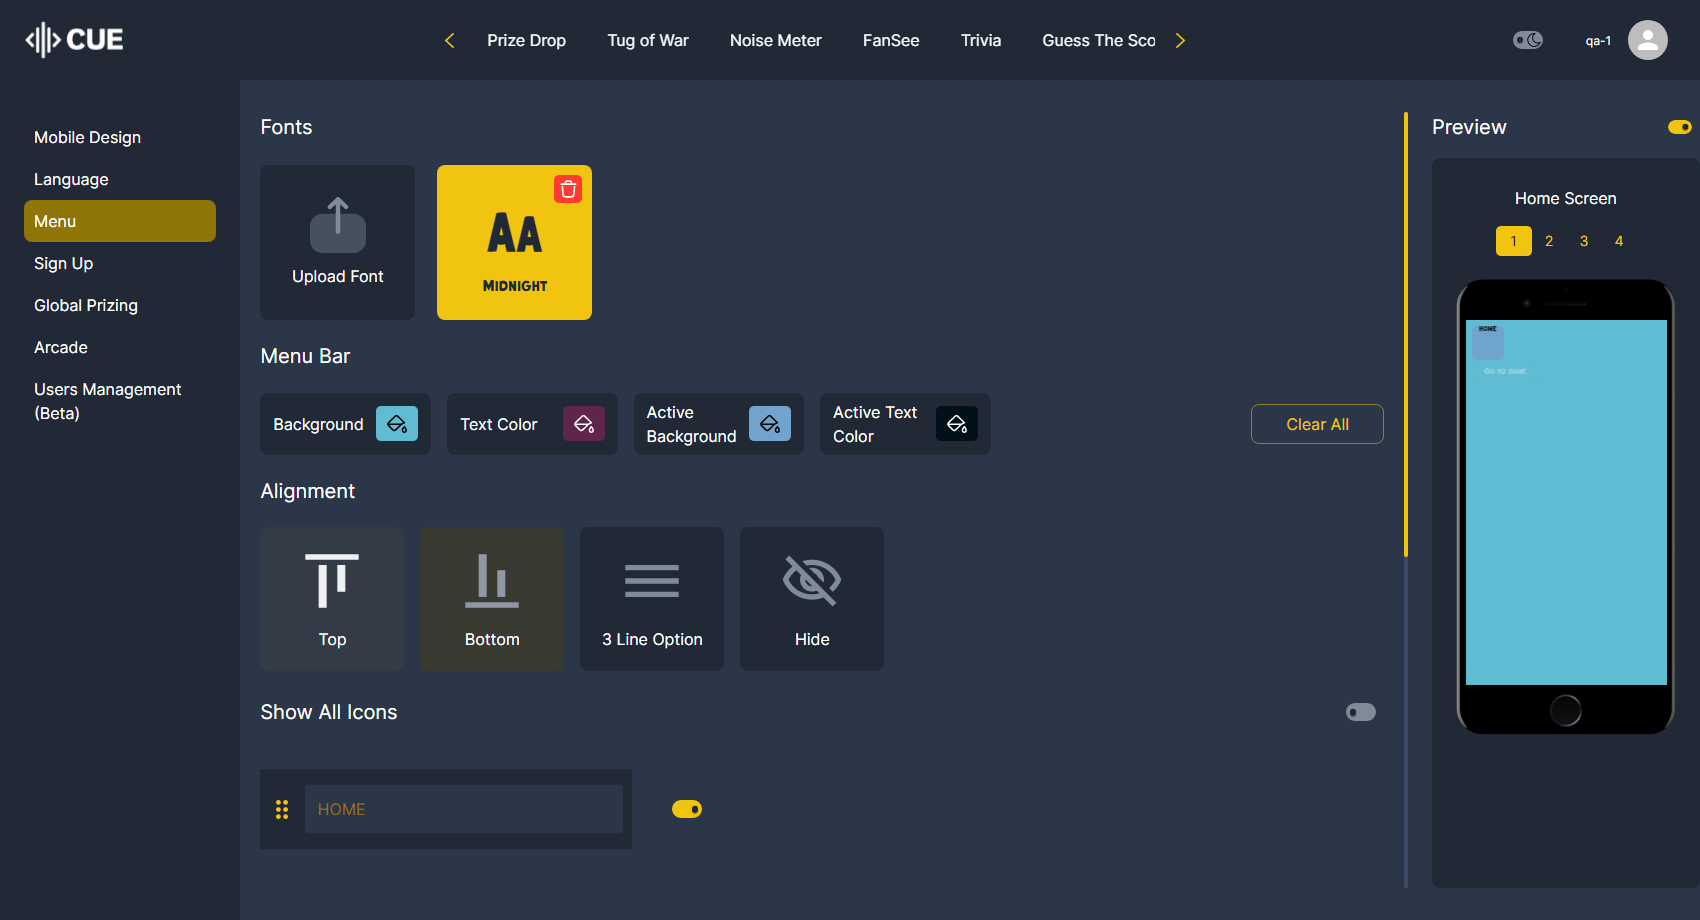 CUE
Prize Drop
Tug of War
Noise Meter
FanSee
Trivia
Guess The Sco
qa-1
Mobile Design
Language
Menu
Sign Up
Global Prizing
Arcade
Users Management
(Beta)
Fonts
Upload Font
AA
MIDNIGHT
Menu Bar
Background
Text Color
Active
Background
Active Text
Color
Clear All
Alignment
Top
Bottom
3 Line Option
Hide
Show All Icons
HOME
Preview
Home Screen
1 2 3 4
HOME
GO TO GAME